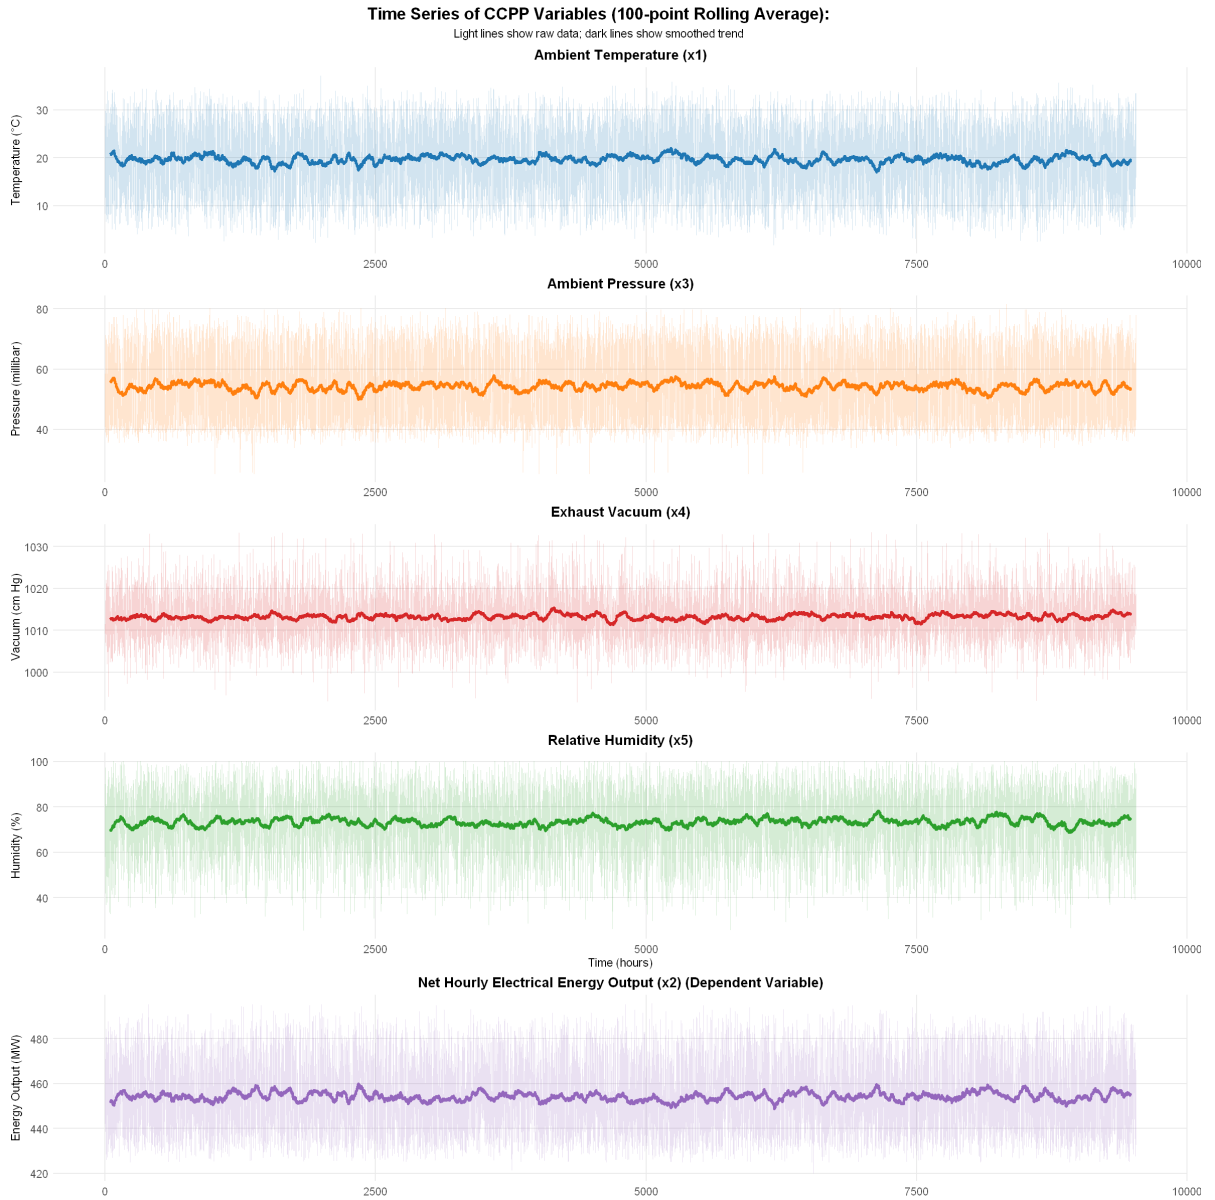 Time Series of CCPP Variables (100-point Rolling Average):
Light lines show raw data; dark lines show smoothed trend
Ambient Temperature (x1)
Temperature (°C)
30
20
10
0 2500 5000 7500 10000
Ambient Pressure (x3)
Pressure (millibar)
80
60
40
0 2500 5000 7500 10000
Exhaust Vacuum (x4)
Vacuum (cm Hg)
1030
1020
1010
1000
0 2500 5000 7500 10000
Relative Humidity (x5)
Humidity (%)
100
80
60
40
0 2500 5000 7500 10000
Time (hours)
Net Hourly Electrical Energy Output (x2) (Dependent Variable)
Energy Output (MW)
480
460
440
420
0 2500 5000 7500 10000